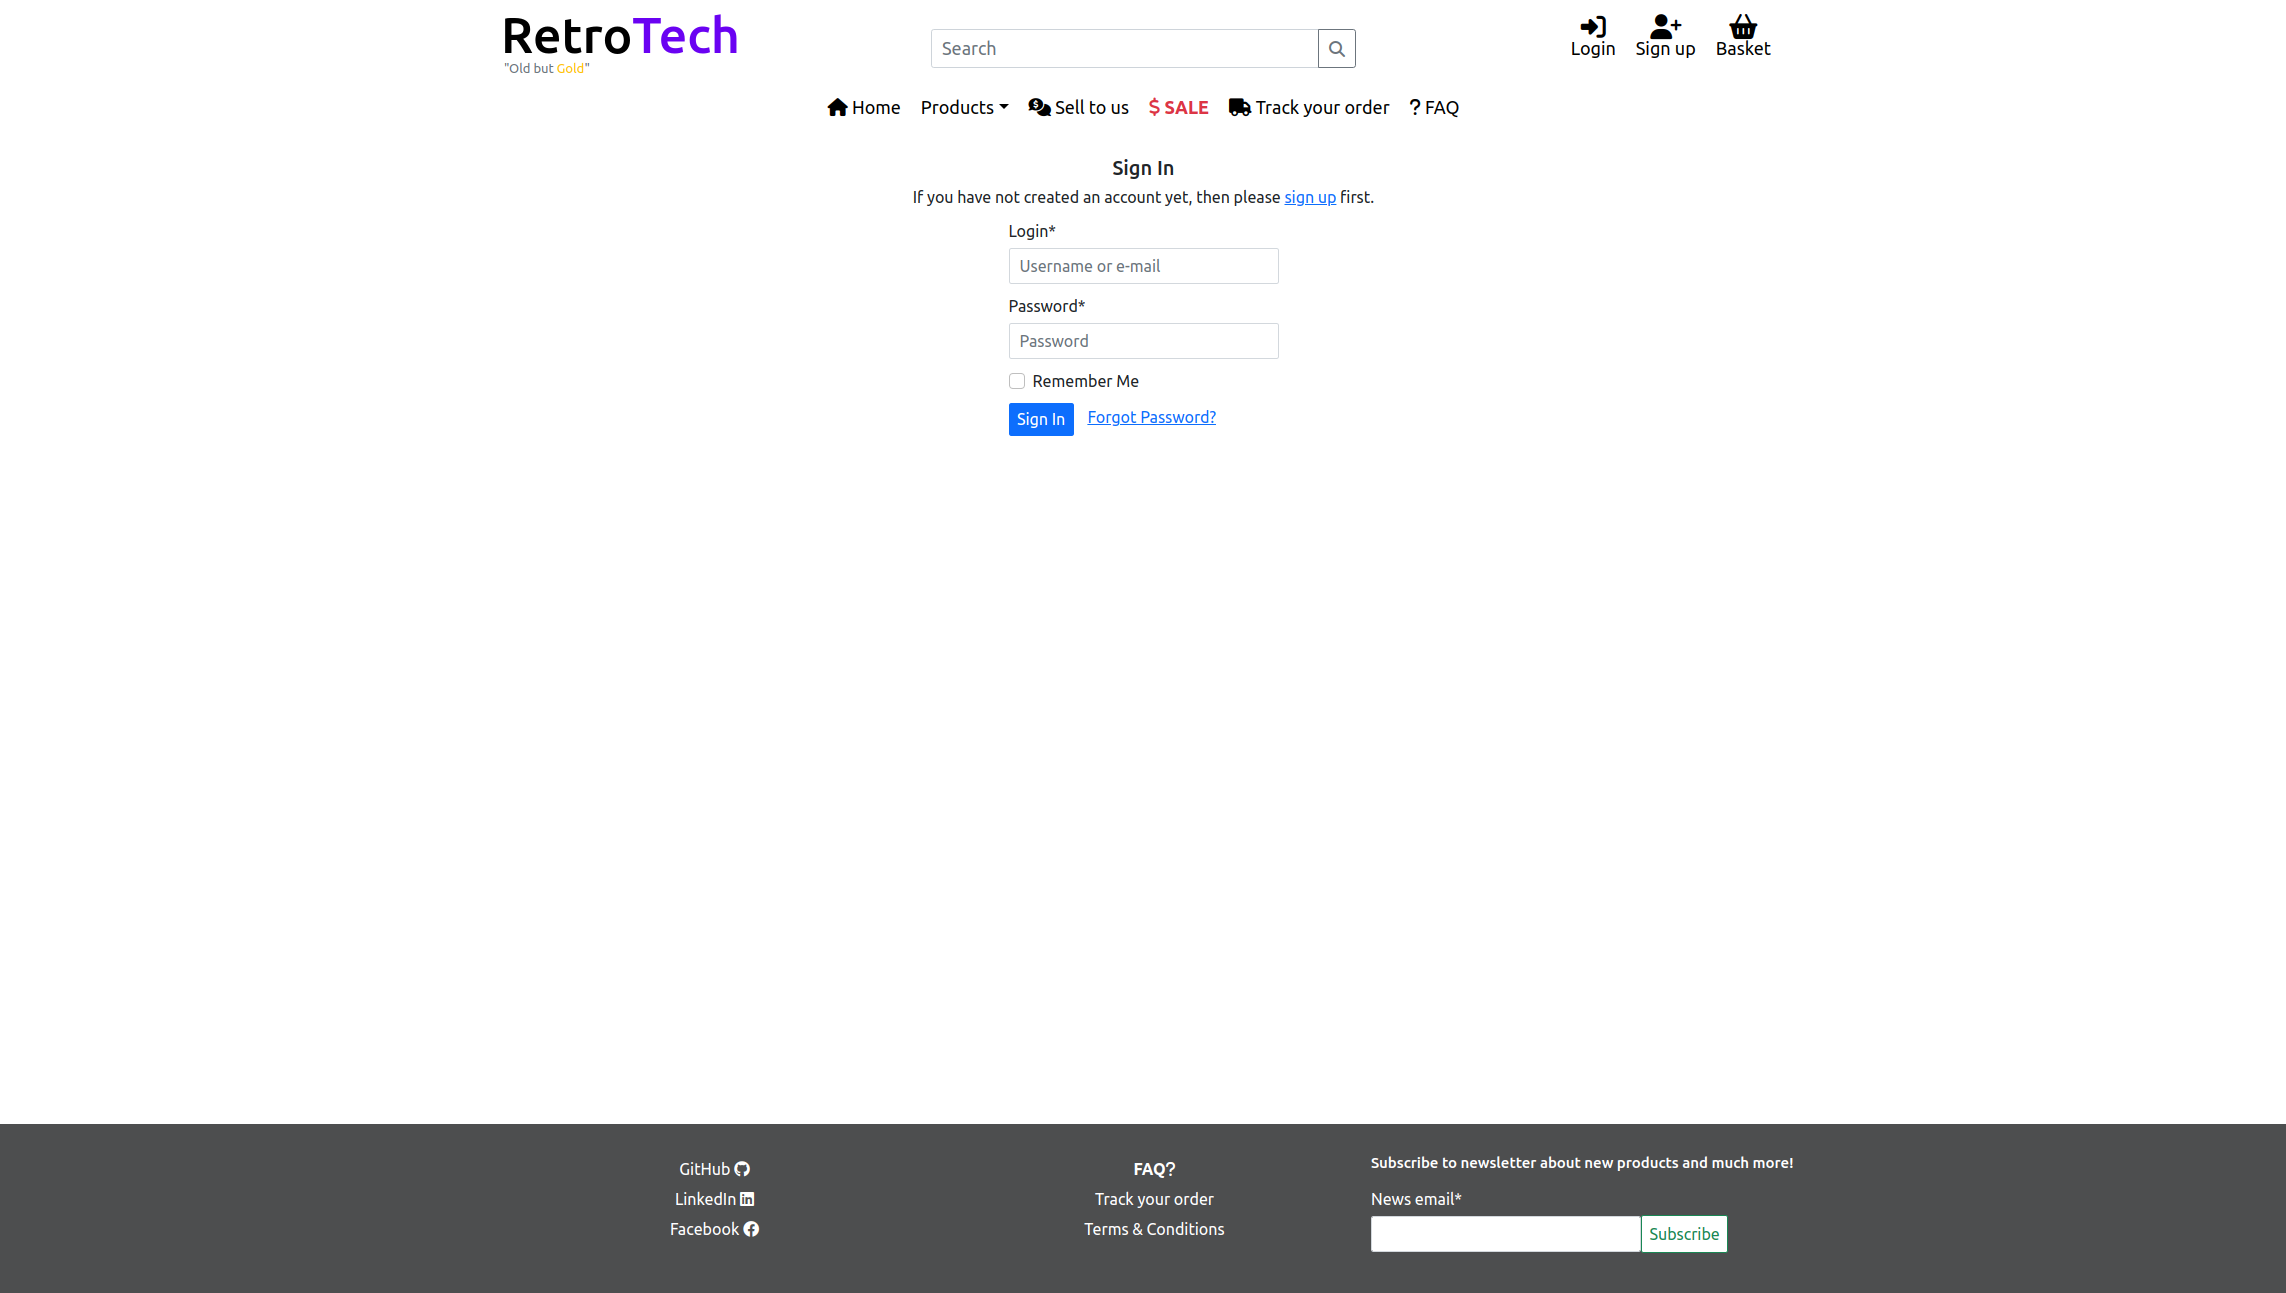 RetroTech
"Old but Gold"
Search
Login
Sign up
Basket
Home
Products
Sell to us
$ SALE
Track your order
? FAQ
Sign In
If you have not created an account yet, then please sign up first.
Login*
Username or e-mail
Password*
Password
Remember Me
Sign In
Forgot Password?
GitHub
LinkedIn
Facebook
FAQ?
Track your order
Terms & Conditions
Subscribe to newsletter about new products and much more!
News email*
Subscribe